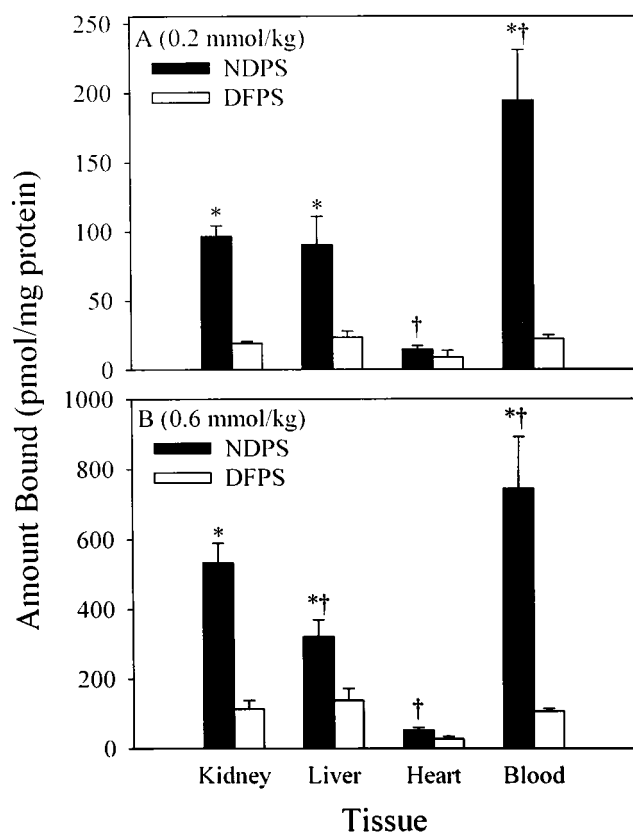 Amount Bound (pmol/mg protein)
250
200
150
100
50
0
A (0.2 mmol/kg)
NDPS
DFPS
*
*
†
*†
1000
800
600
400
200
0
B (0.6 mmol/kg)
NDPS
DFPS
*
*†
†
*†
Kidney Liver Heart Blood
Tissue